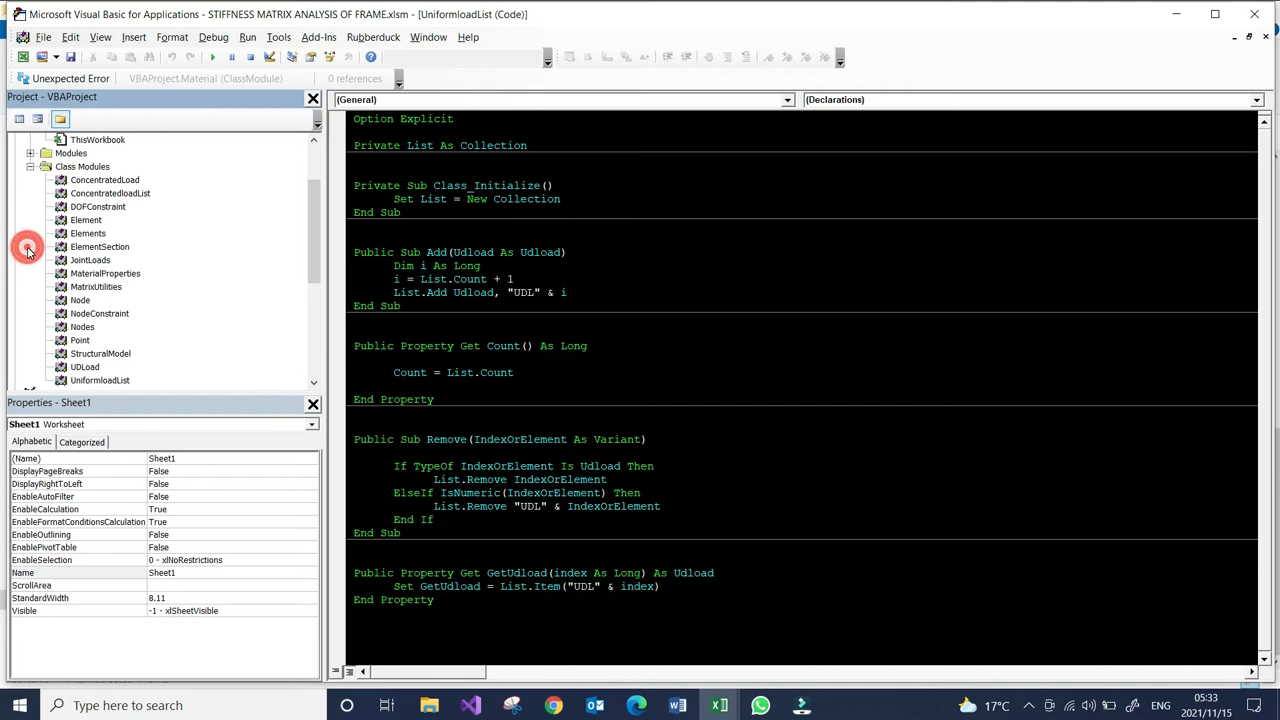 Microsoft Visual Basic for Applications - STIFFNESS MATRIX ANALYSIS OF FRAME.xlsm - [UniformloadList (Code)]
File Edit View Insert Format Debug Run Tools Add-Ins Rubberduck Window Help
Unexpected Error VBAProject.Material (ClassModule) 0 references
Project - VBAProject
(General) (Declarations)
ThisWorkbook
Modules
Class Modules
ConcentratedLoad
ConcentratedloadList
DOFConstraint
Element
Elements
ElementSection
JointLoads
MaterialProperties
MatrixUtilities
Node
NodeConstraint
Nodes
Point
StructuralModel
UDLoad
UniformloadList
Properties - Sheet1
Sheet1 Worksheet
Alphabetic Categorized
(Name) Sheet1
DisplayPageBreaks False
DisplayRightToLeft False
EnableAutoFilter False
EnableCalculation True
EnableFormatConditionsCalculation True
EnableOutlining False
EnablePivotTable False
EnableSelection 0 - xlNoRestrictions
Name Sheet1
ScrollArea
StandardWidth 8.11
Visible -1 - xlSheetVisible
Option Explicit
Private List As Collection
Private Sub Class_Initialize()
Set List = New Collection
End Sub
Public Sub Add(Udload As Udload)
Dim i As Long
i = List.Count + 1
List.Add Udload, "UDL" & i
End Sub
Public Property Get Count() As Long
Count = List.Count
End Property
Public Sub Remove(IndexOrElement As Variant)
If TypeOf IndexOrElement Is Udload Then
List.Remove IndexOrElement
ElseIf IsNumeric(IndexOrElement) Then
List.Remove "UDL" & IndexOrElement
End If
End Sub
Public Property Get GetUdload(index As Long) As Udload
Set GetUdload = List.Item("UDL" & index)
End Property
Type here to search
17°C ENG
05:33
2021/11/15